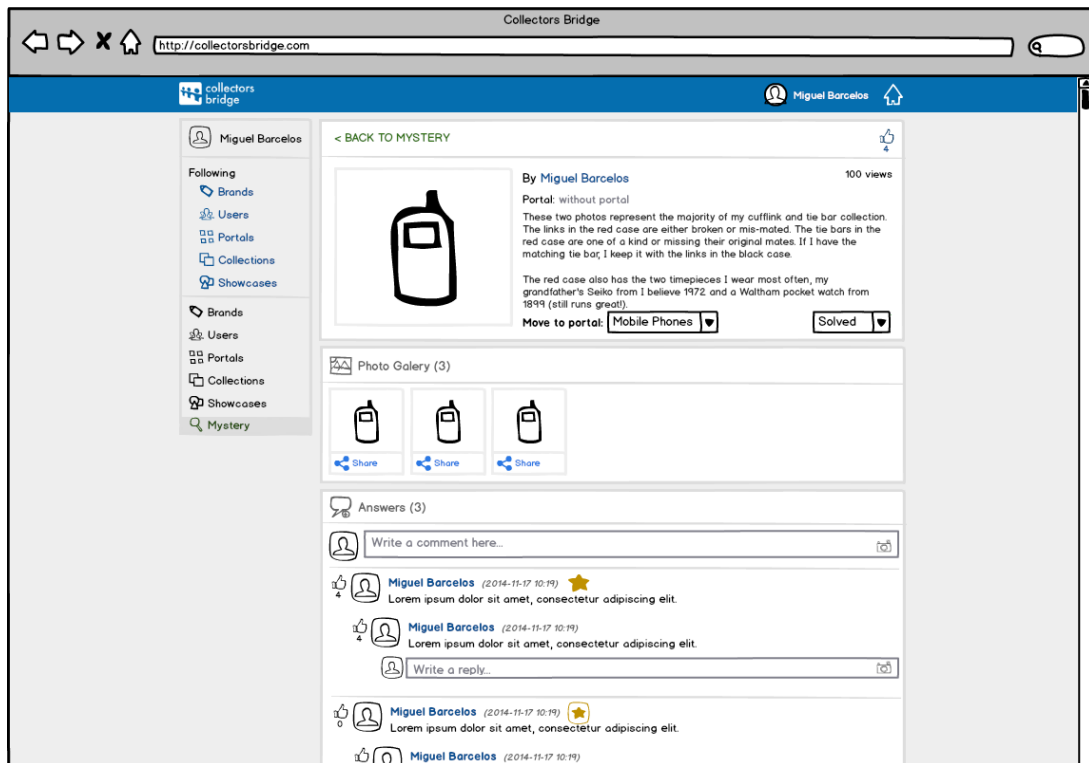 Collectors Bridge
http://collectorsbridge.com
collectors
bridge
Miguel Barcelos
Miguel Barcelos
Following
Brands
Users
Portals
Collections
Showcases
Brands
Users
Portals
Collections
Showcases
Mystery
< BACK TO MYSTERY
4
By Miguel Barcelos
100 views
Portal: without portal
These two photos represent the majority of my cufflink and tie bar collection.
The links in the red case are either broken or mis-mated. The tie bars in the
red case are one of a kind or missing their original mates. If I have the
matching tie bar, I keep it with the links in the black case.
The red case also has the two timepieces I wear most often, my
grandfather's Seiko from I believe 1972 and a Waltham pocket watch from
1899 (still runs great!).
Move to portal: Mobile Phones
Solved
Photo Galery (3)
Share
Share
Share
Answers (3)
Write a comment here...
4
Miguel Barcelos (2014-11-17 10:19)
Lorem ipsum dolor sit amet, consectetur adipiscing elit.
4
Miguel Barcelos (2014-11-17 10:19)
Lorem ipsum dolor sit amet, consectetur adipiscing elit.
Write a reply...
0
Miguel Barcelos (2014-11-17 10:19)
Lorem ipsum dolor sit amet, consectetur adipiscing elit.
Miguel Barcelos (2014-11-17 10:19)